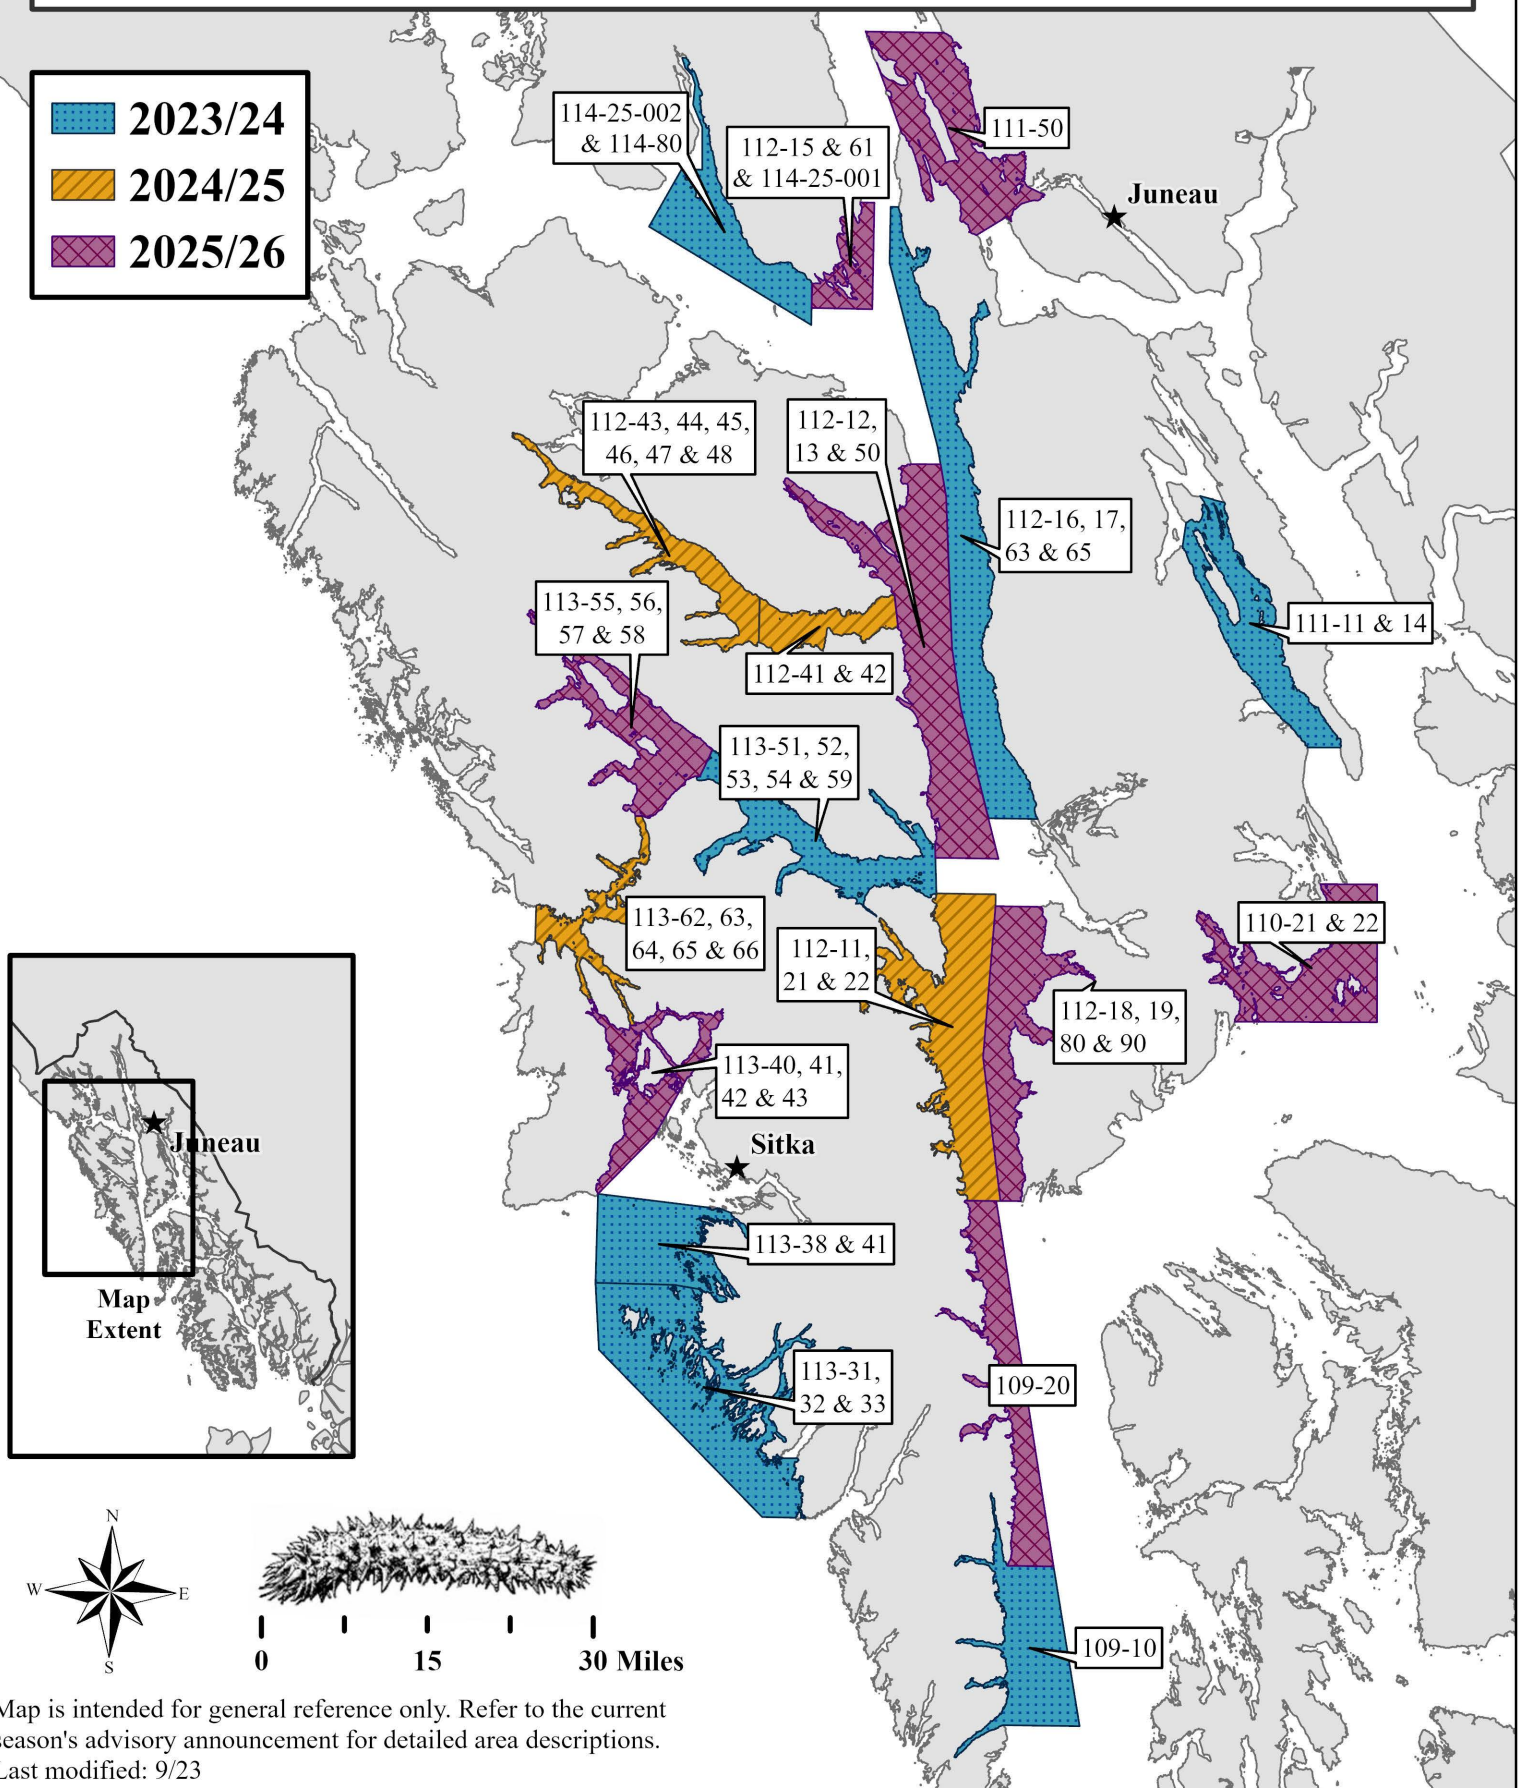 2023/24
2024/25
2025/26
114-25-002
& 114-80
112-15 & 61
& 114-25-001
111-50
Juneau
112-43, 44, 45,
46, 47 & 48
112-12,
13 & 50
112-16, 17,
63 & 65
113-55, 56,
57 & 58
111-11 & 14
112-41 & 42
113-51, 52,
53, 54 & 59
113-62, 63,
64, 65 & 66
112-11,
21 & 22
110-21 & 22
112-18, 19,
80 & 90
113-40, 41,
42 & 43
Sitka
Juneau
113-38 & 41
Map
Extent
113-31,
32 & 33
109-20
N
W
E
S
0
15
30 Miles
109-10
Map is intended for general reference only. Refer to the current
season's advisory announcement for detailed area descriptions.
Last modified: 9/23